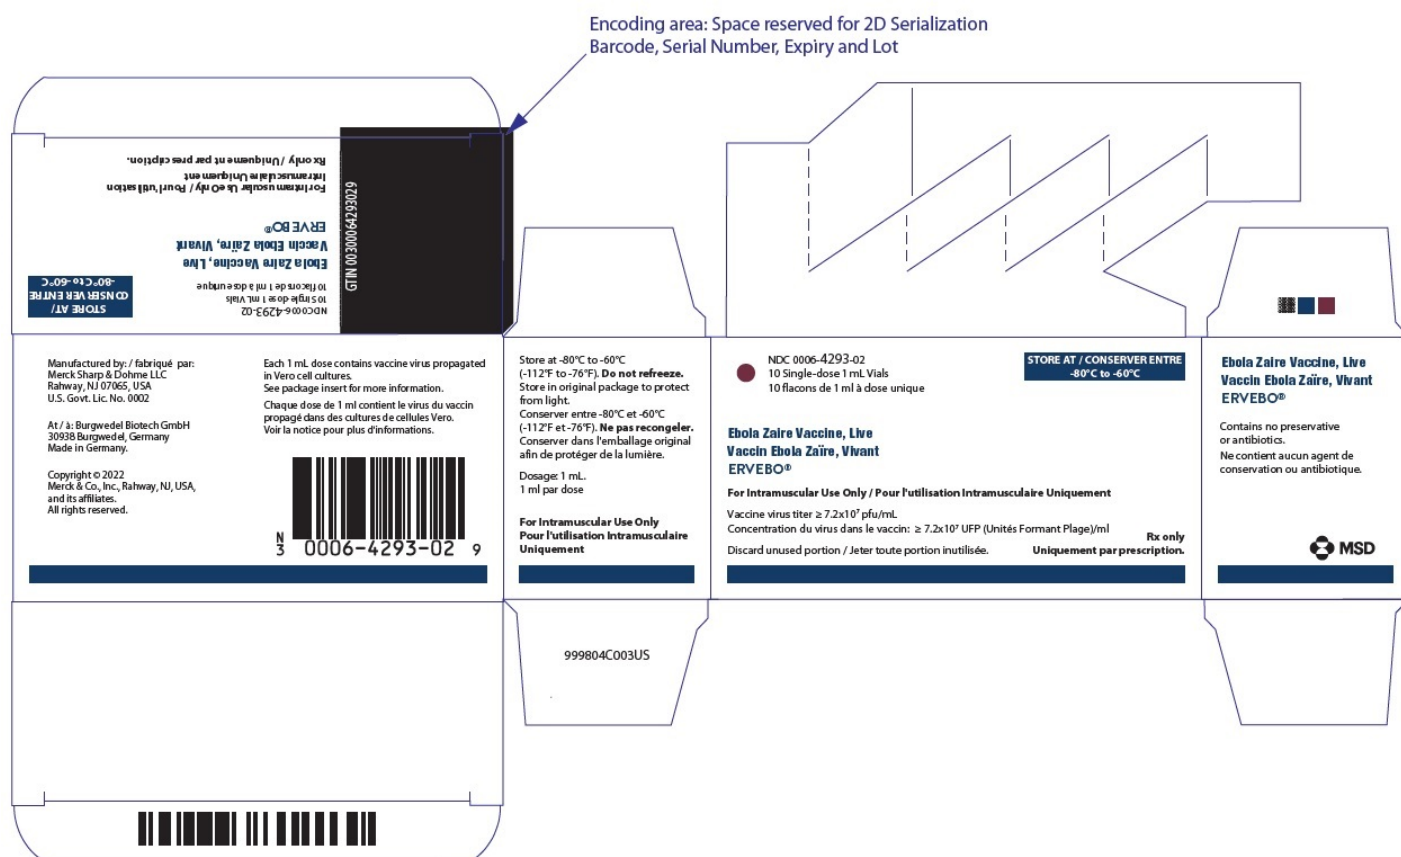 Encoding area: Space reserved for 2D Serialization
Barcode, Serial Number, Expiry and Lot
NDC 0006-4293-02
10 Single dose 1 mL Vials
10 flacons de 1 ml à dose unique
STORE AT /
CONSERVER ENTRE
-80°C to -60°C
Ebola Zaire Vaccine, Live
Vaccin Ebola Zaïre, Vivant
ERVEBO®
For Intramuscular Use Only / Pour l'utilisation
Intramusculaire Uniquement
Rx only / Uniquement par prescription.
GTIN 00300064293029
Manufactured by: / fabriqué par:
Merck Sharp & Dohme LLC
Rahway, NJ 07065, USA
U.S. Govt. Lic. No. 0002
At / à: Burgwedel Biotech GmbH
30938 Burgwedel, Germany
Made in Germany.
Copyright © 2022
Merck & Co., Inc., Rahway, NJ, USA,
and its affiliates.
All rights reserved.
Each 1 mL dose contains vaccine virus propagated
in Vero cell cultures.
See package insert for more information.
Chaque dose de 1 ml contient le virus du vaccin
propagé dans des cultures de cellules Vero.
Voir la notice pour plus d'informations.
N
3 0006-4293-02 9
Store at -80°C to -60°C
(-112°F to -76°F). Do not refreeze.
Store in original package to protect
from light.
Conserver entre -80°C et -60°C
(-112°F et -76°F). Ne pas recongeler.
Conserver dans l'emballage original
afin de protéger de la lumière.
Dosage: 1 mL.
1 ml par dose
For Intramuscular Use Only
Pour l'utilisation Intramusculaire
Uniquement
NDC 0006-4293-02
10 Single-dose 1 mL Vials
10 flacons de 1 ml à dose unique
STORE AT / CONSERVER ENTRE
-80°C to -60°C
Ebola Zaire Vaccine, Live
Vaccin Ebola Zaïre, Vivant
ERVEBO®
For Intramuscular Use Only / Pour l'utilisation Intramusculaire Uniquement
Vaccine virus titer ≥ 7.2x10⁷ pfu/mL
Concentration du virus dans le vaccin: ≥ 7.2x10⁷ UFP (Unités Formant Plage)/ml
Discard unused portion / Jeter toute portion inutilisée.
Rx only
Uniquement par prescription.
Ebola Zaire Vaccine, Live
Vaccin Ebola Zaïre, Vivant
ERVEBO®
Contains no preservative
or antibiotics.
Ne contient aucun agent de
conservation ou antibiotique.
MSD
999804C003US